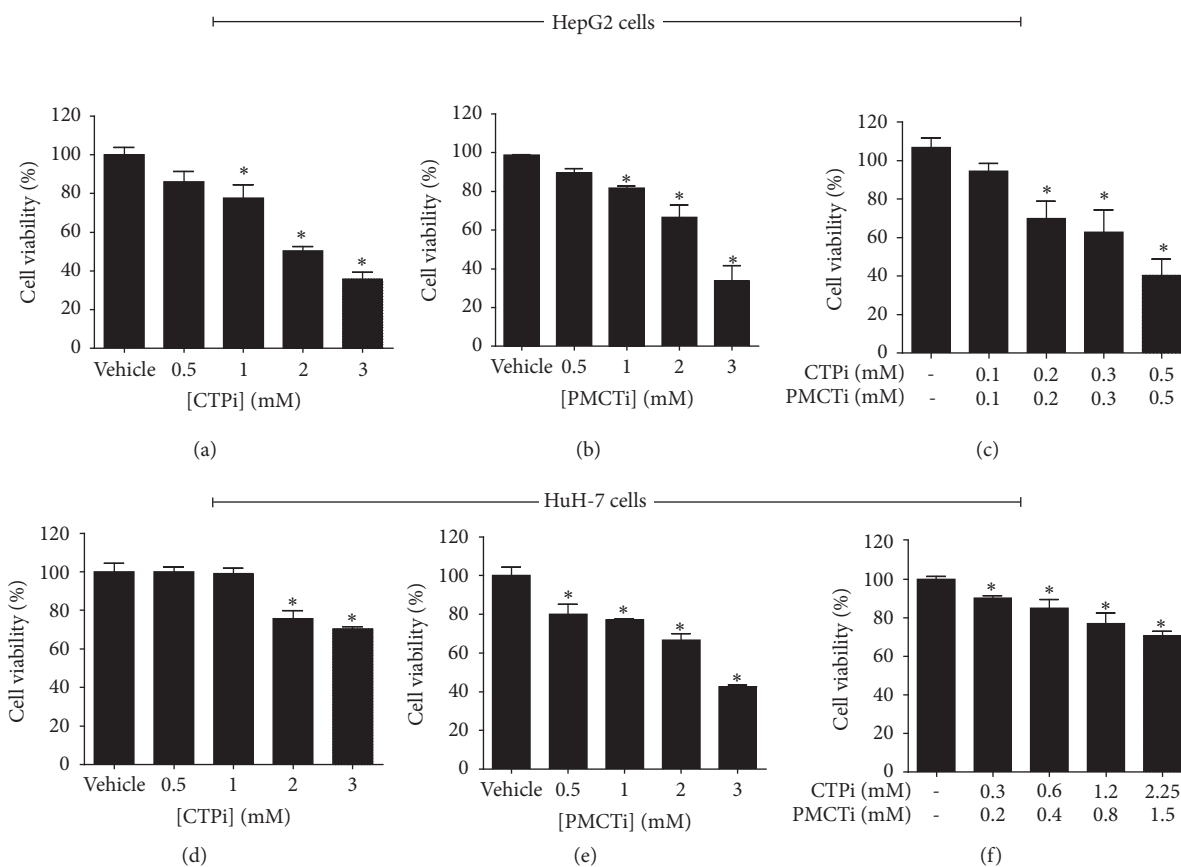 HepG2 cells
120
100
80
60
40
20
0
Cell viability (%)
*
*
*
Vehicle 0.5 1 2 3
[CTPi] (mM)
(a)
120
100
80
60
40
20
0
Cell viability (%)
*
*
*
Vehicle 0.5 1 2 3
[PMCTi] (mM)
(b)
120
100
80
60
40
20
0
Cell viability (%)
*
*
*
CTPi (mM) - 0.1 0.2 0.3 0.5
PMCTi (mM) - 0.1 0.2 0.3 0.5
(c)
HuH-7 cells
120
100
80
60
40
20
0
Cell viability (%)
*
*
Vehicle 0.5 1 2 3
[CTPi] (mM)
(d)
120
100
80
60
40
20
0
Cell viability (%)
*
*
*
*
Vehicle 0.5 1 2 3
[PMCTi] (mM)
(e)
120
100
80
60
40
20
0
Cell viability (%)
*
*
*
*
CTPi (mM) - 0.3 0.6 1.2 2.25
PMCTi (mM) - 0.2 0.4 0.8 1.5
(f)